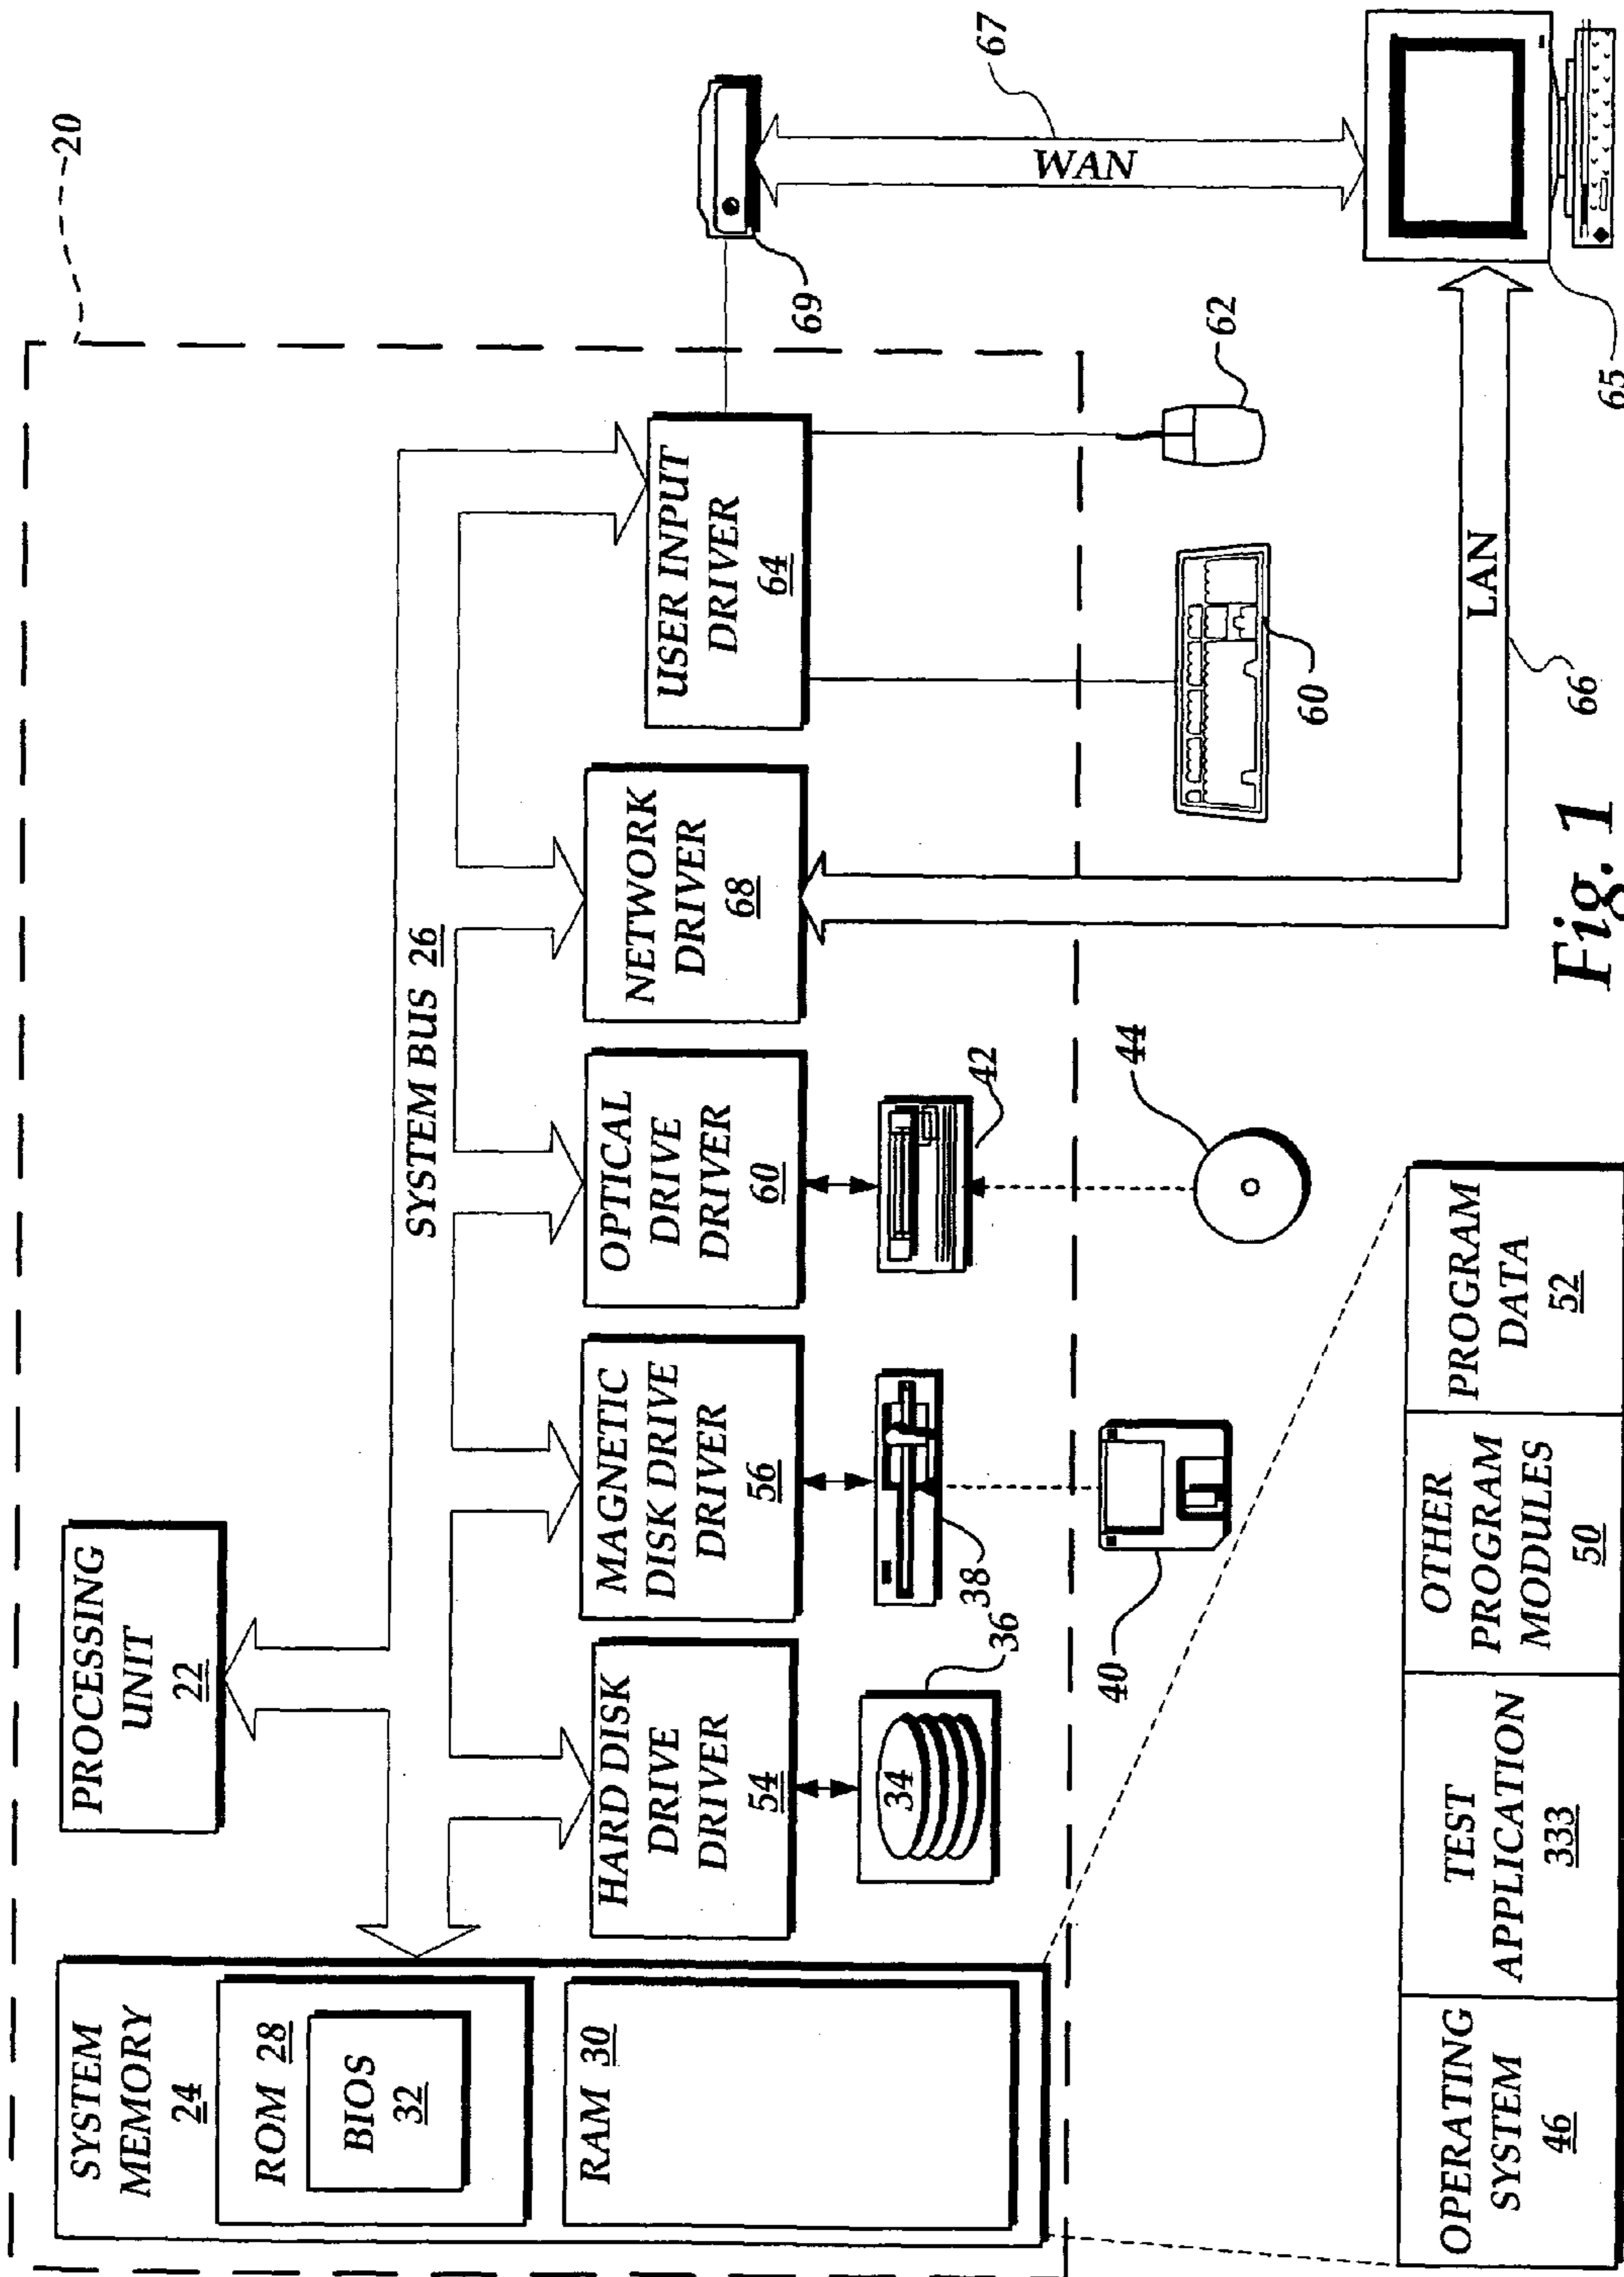 20
PROCESSING
UNIT
22
SYSTEM
MEMORY
24
ROM 28
BIOS
32
RAM 30
SYSTEM BUS 26
HARD DISK
DRIVE
DRIVER
54
MAGNETIC
DISK DRIVE
DRIVER
56
OPTICAL
DRIVE
DRIVER
60
NETWORK
DRIVER
68
USER INPUT
DRIVER
64
34
36
38
42
40
44
60
62
69
WAN
67
LAN
66
65
OPERATING
SYSTEM
46
TEST
APPLICATION
333
OTHER
PROGRAM
MODULES
50
PROGRAM
DATA
52
Fig. 1